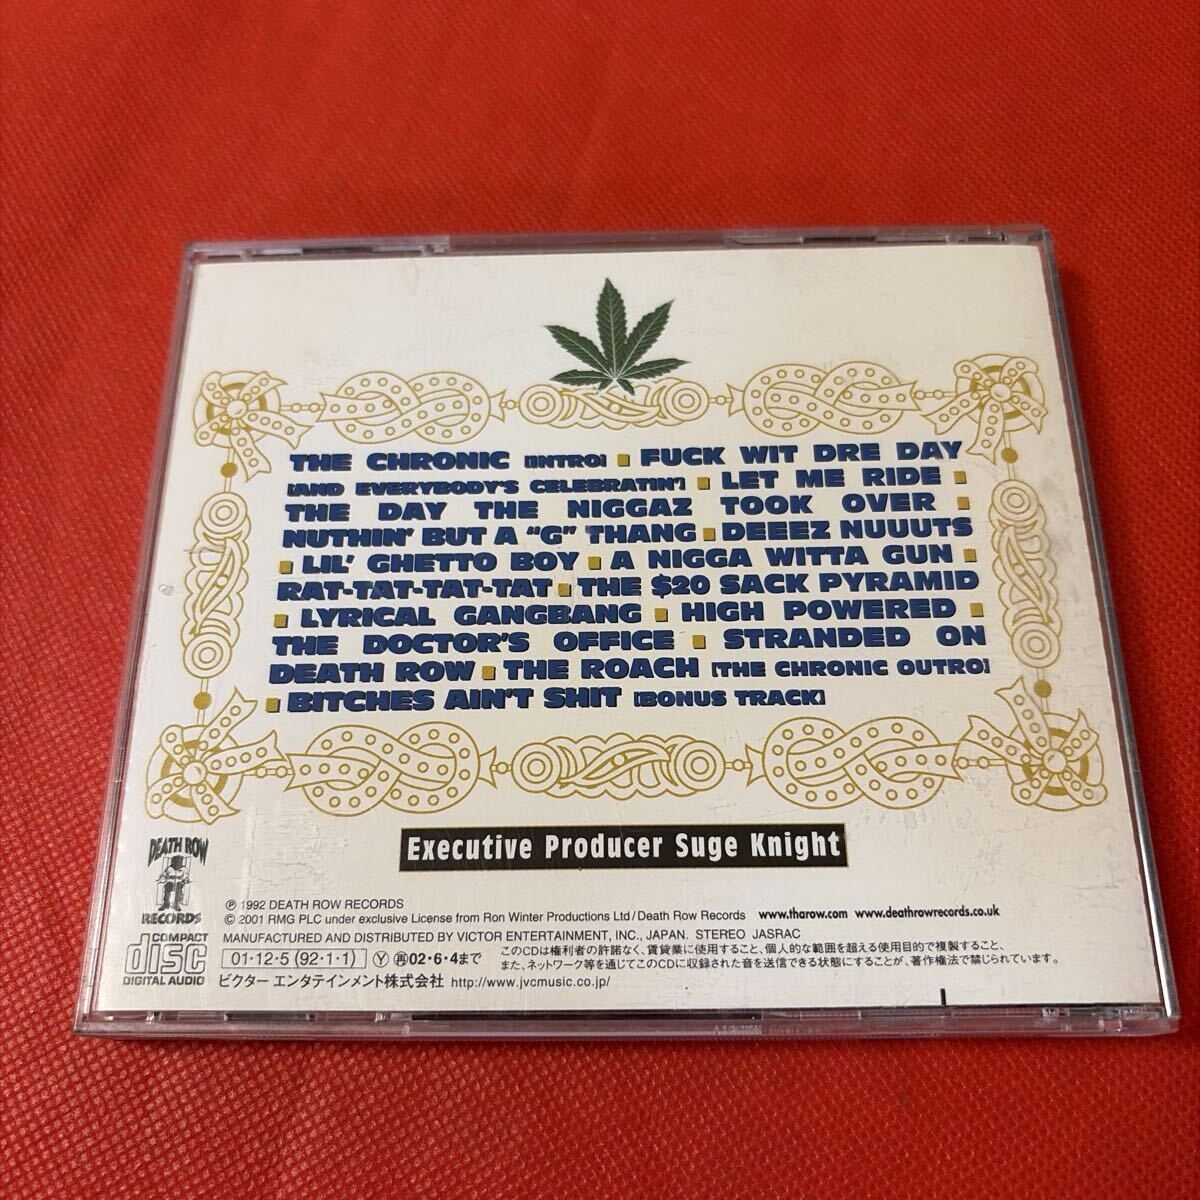 THE CHRONIC [INTRO] ▪ FUCK WIT DRE DAY
[AND EVERYBODY'S CELEBRATIN'] ▪ LET ME RIDE ▪
THE DAY THE NIGGAZ TOOK OVER ▪
NUTHIN' BUT A "G" THANG ▪ DEEEZ NUUUTS
▪ LIL' GHETTO BOY ▪ A NIGGA WITTA GUN ▪
RAT-TAT-TAT-TAT ▪ THE $20 SACK PYRAMID
▪ LYRICAL GANGBANG ▪ HIGH POWERED ▪
THE DOCTOR'S OFFICE ▪ STRANDED ON
DEATH ROW ▪ THE ROACH [THE CHRONIC OUTRO]
▪ BITCHES AIN'T SHIT [BONUS TRACK]
Executive Producer Suge Knight
DEATH ROW
RECORDS
℗ 1992 DEATH ROW RECORDS
© 2001 RMG PLC under exclusive License from Ron Winter Productions Ltd/Death Row Records www.tharow.com www.deathrowrecords.co.uk
MANUFACTURED AND DISTRIBUTED BY VICTOR ENTERTAINMENT, INC., JAPAN. STEREO JASRAC
COMPACT
disc
DIGITAL AUDIO
01·12·5 (92·1·1) Ⓨ ㊞02·6·4まで
このCDは権利者の許諾なく、賃貸業に使用すること、個人的な範囲を超える使用目的で複製すること、
また、ネットワーク等を通じてこのCDに収録された音を送信できる状態にすることが、著作権法で禁じられています。
ビクター エンタテインメント株式会社 http://www.jvcmusic.co.jp/